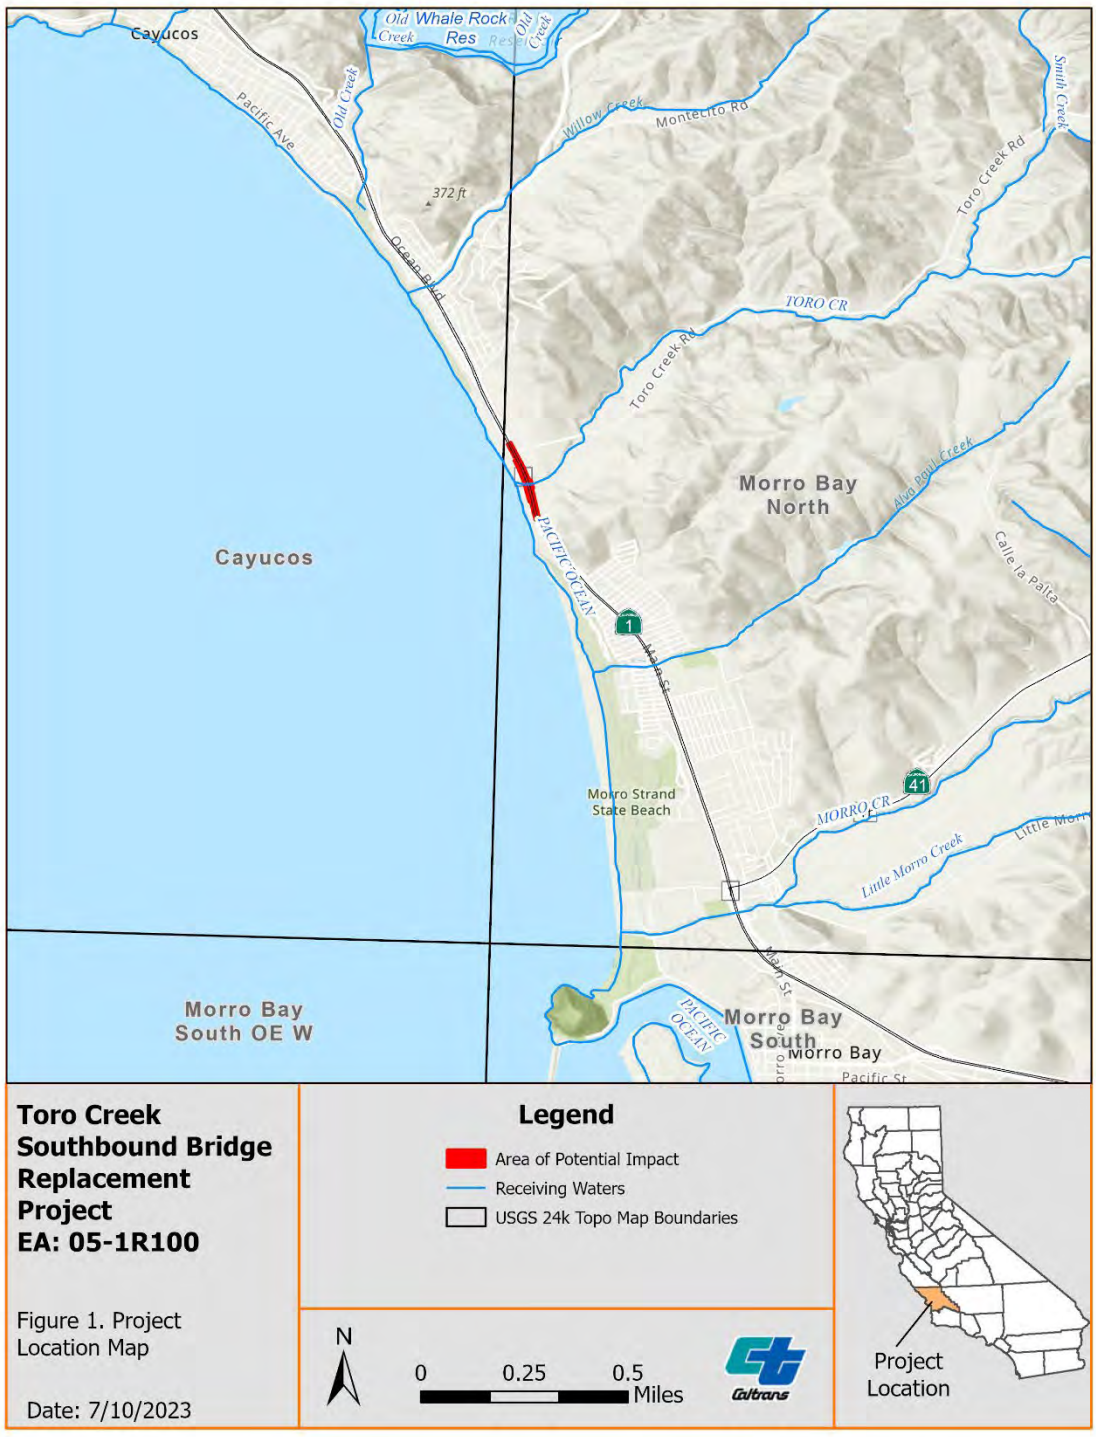 Cayucos
Old
Creek
Whale Rock
Res
Old
Creek
Pacific Ave
Old Creek
Willow Creek
Montecito Rd
Smith Creek
Toro Creek Rd
372 ft
Ocean Blvd
TORO CR
Toro Creek Rd
Alva Paul Creek
Morro Bay
North
Cayucos
PACIFIC OCEAN
Calle la Palta
1
Main St
Morro Strand
State Beach
41
MORRO CR
Little Morro Creek
Main St
Morro Bay
South OE W
PACIFIC
OCEAN
Morro Bay
South
Morro Bay
Pacific St
Toro Creek
Southbound Bridge
Replacement
Project
EA: 05-1R100
Figure 1. Project
Location Map
Date: 7/10/2023
Legend
Area of Potential Impact
Receiving Waters
USGS 24k Topo Map Boundaries
N
0 0.25 0.5
Miles
Caltrans
Project
Location